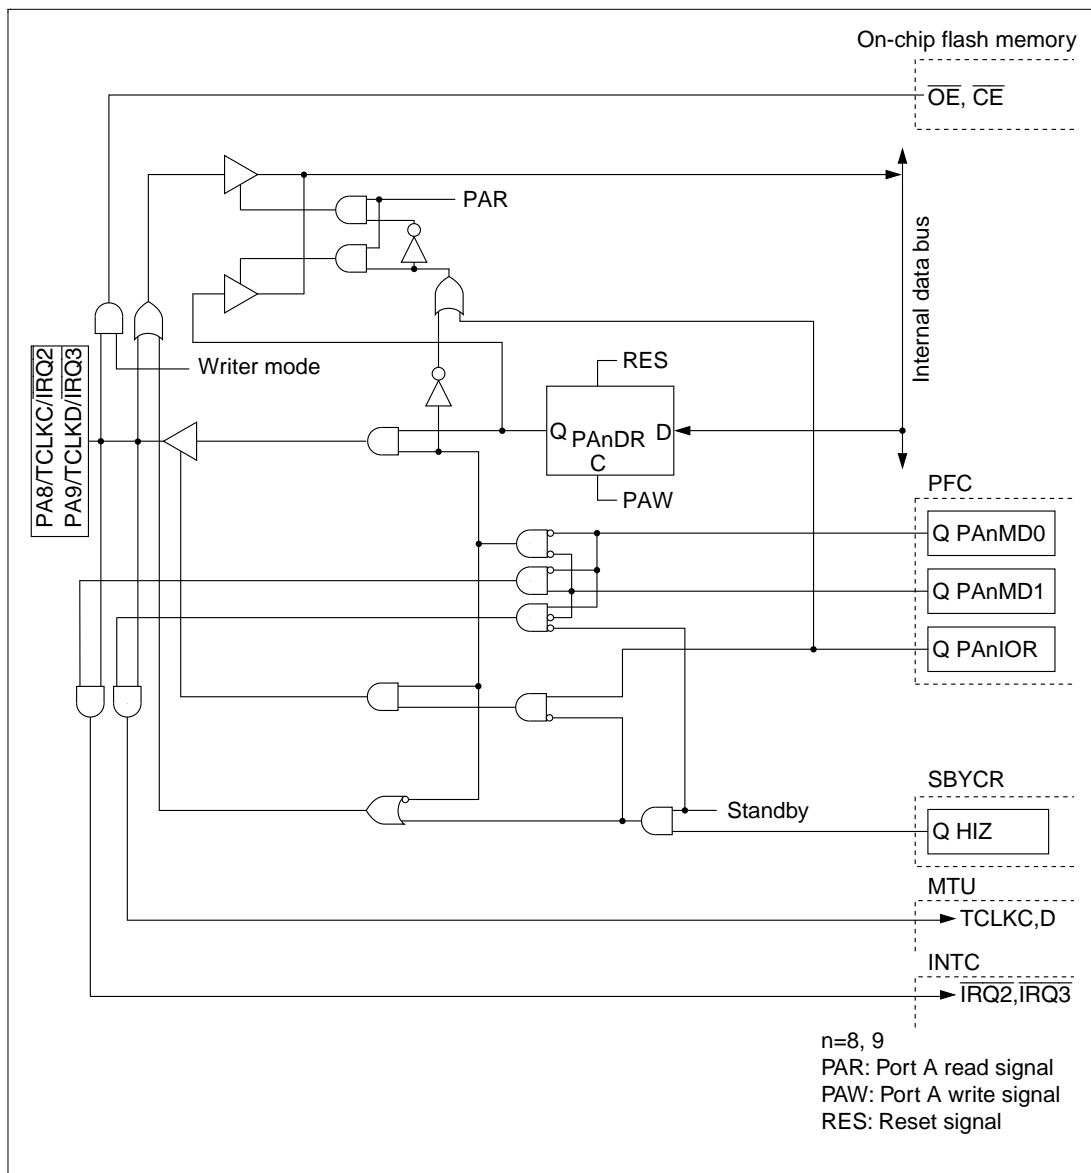 On-chip flash memory
OE, CE
PAR
Internal data bus
Writer mode
PA8/TCLKC/IRQ2
PA9/TCLKD/IRQ3
RES
Q PAnDR D
C
PAW
PFC
Q PAnMD0
Q PAnMD1
Q PAnIOR
SBYCR
Standby
Q HIZ
MTU
TCLKC,D
INTC
IRQ2,IRQ3
n=8, 9
PAR: Port A read signal
PAW: Port A write signal
RES: Reset signal